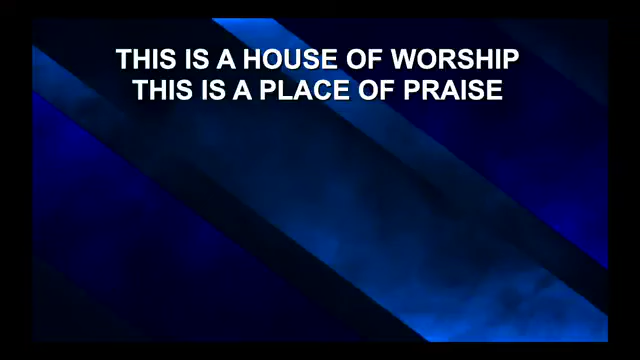 THIS IS A HOUSE OF WORSHIP
THIS IS A PLACE OF PRAISE